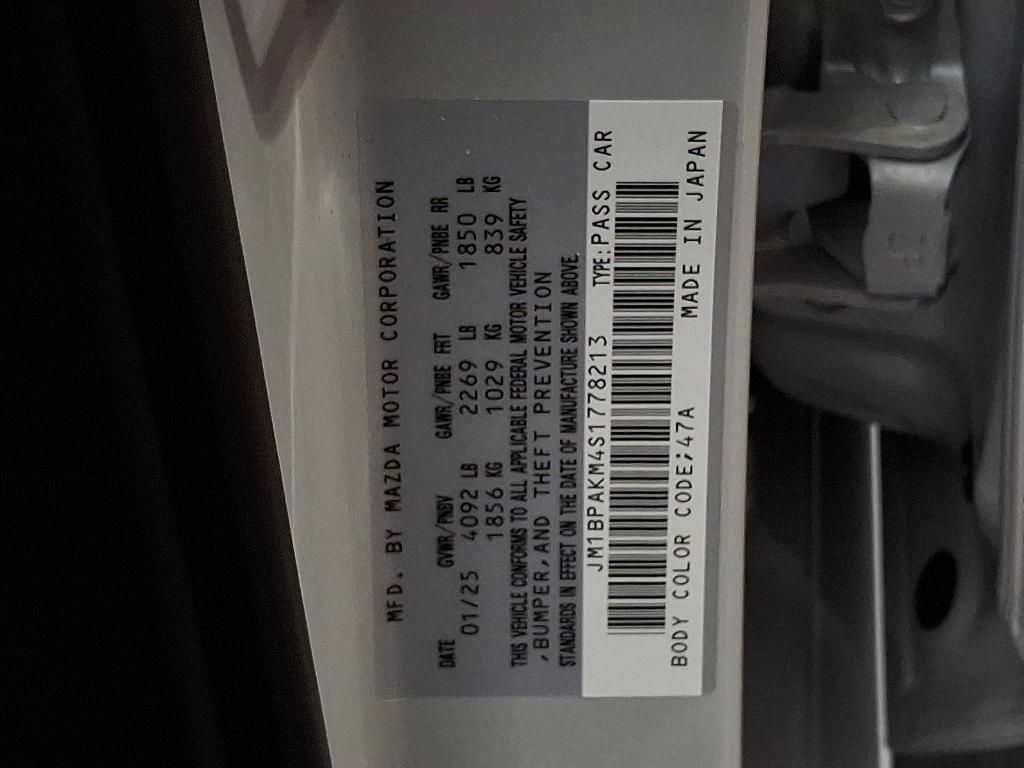 MFD. BY MAZDA MOTOR CORPORATION
DATE GVWR/PNBV GAWR/PNBE FRT GAWR/PNBE RR
01/25 4092 LB 2269 LB 1850 LB
1856 KG 1029 KG 839 KG
THIS VEHICLE CONFORMS TO ALL APPLICABLE FEDERAL MOTOR VEHICLE SAFETY
,BUMPER,AND THEFT PREVENTION
STANDARDS IN EFFECT ON THE DATE OF MANUFACTURE SHOWN ABOVE.
JM1BPAKM4S1778213 TYPE:PASS CAR
BODY COLOR CODE;47A MADE IN JAPAN